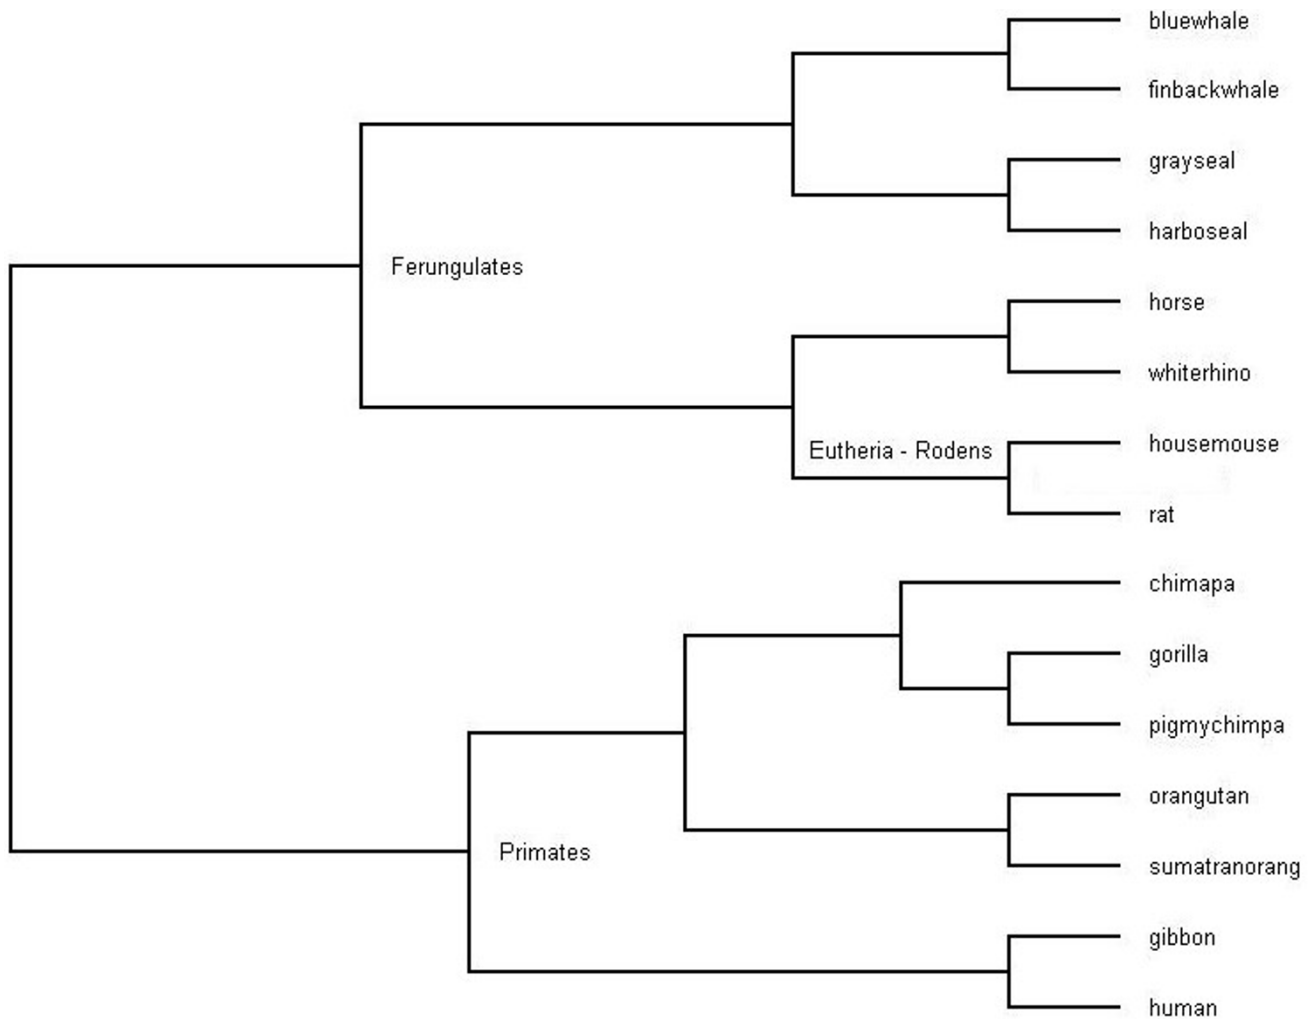 bluewhale
finbackwhale
grayseal
harboseal
Ferungulates
horse
whiterhino
Eutheria - Rodens
housemouse
rat
chimapa
gorilla
pigmychimpa
orangutan
Primates
sumatranorang
gibbon
human